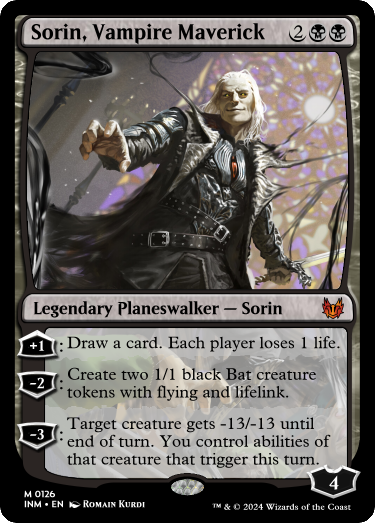 Sorin, Vampire Maverick 2
Legendary Planeswalker — Sorin
+1 : Draw a card. Each player loses 1 life.
-2 : Create two 1/1 black Bat creature
tokens with flying and lifelink.
-3 : Target creature gets -13/-13 until
end of turn. You control abilities of
that creature that trigger this turn.
4
M 0126
INM • EN Romain Kurdi
™ & © 2024 Wizards of the Coast